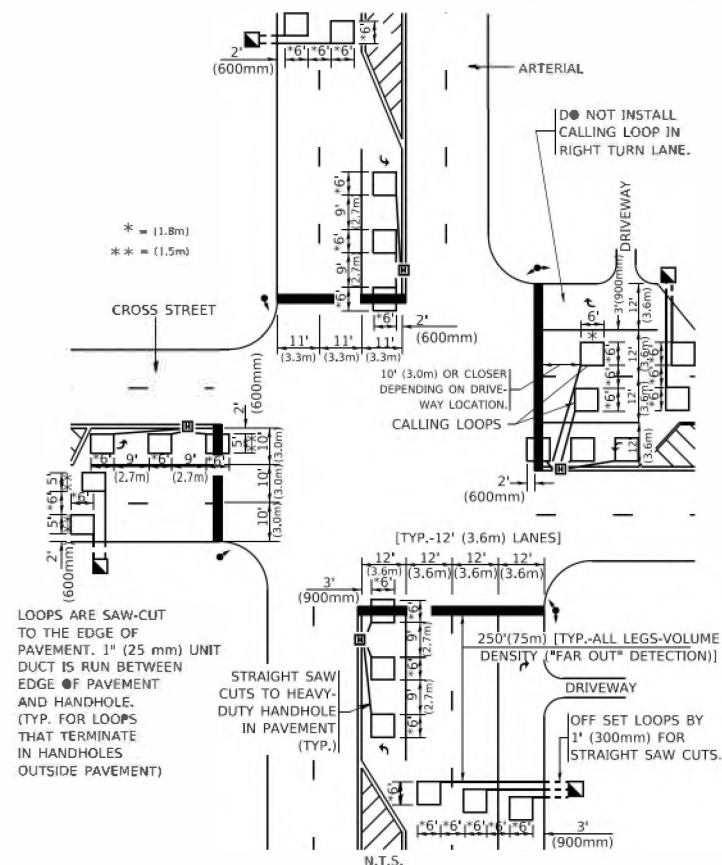 *6' *6' *6'
*6'
2'
(600mm)
ARTERIAL
DO NOT INSTALL
CALLING LOOP IN
RIGHT TURN LANE.
* = (1.8m)
** = (1.5m)
*6'
9'
(2.7m)
*6'
9'
(2.7m)
*6'
*6'
H
2'
(600mm)
11' 11' 11'
(3.3m) (3.3m) (3.3m)
CROSS STREET
DRIVEWAY
3'(900mm)
6'
*
12'
(3.6m)
12'
(3.6m)
12'
(3.6m)
12'
(3.6m)
*6'
*6'
*6'
*6'
*6'
*6'
10' (3.0m) OR CLOSER
DEPENDING ON DRIVE-
WAY LOCATION.
CALLING LOOPS
H
2'
(600mm)
2'
(600mm)
H
5'
**
10'
(3.0m)
10'
(3.0m)
10'
(3.0m)
*6' 9' *6' 9' *6'
(2.7m) (2.7m)
5'
**
*6'
*6'
5'
**
2'
(600mm)
[TYP.-12' (3.6m) LANES]
12' 12' 12' 12'
(3.6m) (3.6m) (3.6m) (3.6m)
*6'
3'
(900mm)
H
*6'
9'
(2.7m)
*6'
9'
(2.7m)
*6'
250'(75m) [TYP.-ALL LEGS-VOLUME
DENSITY ("FAR OUT" DETECTION)]
DRIVEWAY
LOOPS ARE SAW-CUT
TO THE EDGE OF
PAVEMENT. 1" (25 mm) UNIT
DUCT IS RUN BETWEEN
EDGE OF PAVEMENT
AND HANDHOLE.
(TYP. FOR LOOPS
THAT TERMINATE
IN HANDHOLES
OUTSIDE PAVEMENT)
STRAIGHT SAW
CUTS TO HEAVY-
DUTY HANDHOLE
IN PAVEMENT
(TYP.)
OFF SET LOOPS BY
1' (300mm) FOR
STRAIGHT SAW CUTS.
*6'
*6' *6' *6' *6' *6'
3'
(900mm)
N.T.S.